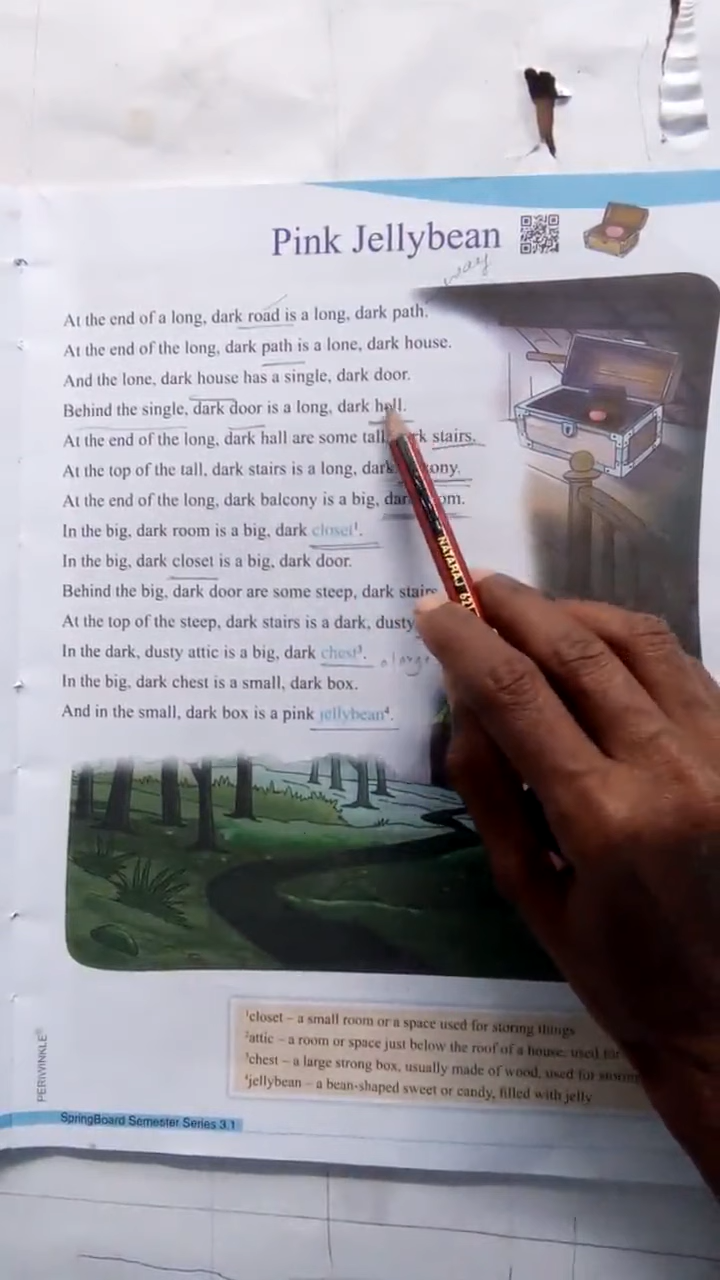 Pink Jellybean
way
At the end of a long, dark road is a long, dark path.
At the end of the long, dark path is a lone, dark house.
And the lone, dark house has a single, dark door.
Behind the single, dark door is a long, dark hall.
At the end of the long, dark hall are some tall, stairs.
At the top of the tall, dark stairs is a long, dark
At the end of the long, dark balcony is a big,
In the big, dark room is a big, dark closet¹.
In the big, dark closet is a big, dark door.
Behind the big, dark door are some steep, dark stairs
At the top of the steep, dark stairs is a dark, dusty
In the dark, dusty attic is a big, dark chest³.
a large
In the big, dark chest is a small, dark box.
And in the small, dark box is a pink jellybean⁴.
NATARAJ 621
¹closet – a small room or a space used for storing things
²attic – a room or space just below the roof of a house, used for
³chest – a large strong box, usually made of wood, used for
⁴jellybean – a bean-shaped sweet or candy, filled with jelly
PERIWINKLE®
SpringBoard Semester Series 3.1